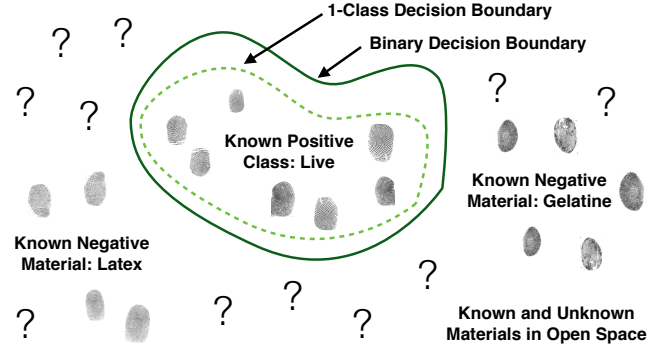 1-Class Decision Boundary
Binary Decision Boundary
?
?
?
?
?
?
Known Positive
Class: Live
Known Negative
Material: Gelatine
Known Negative
Material: Latex
?
?
?
?
?
Known and Unknown
Materials in Open Space